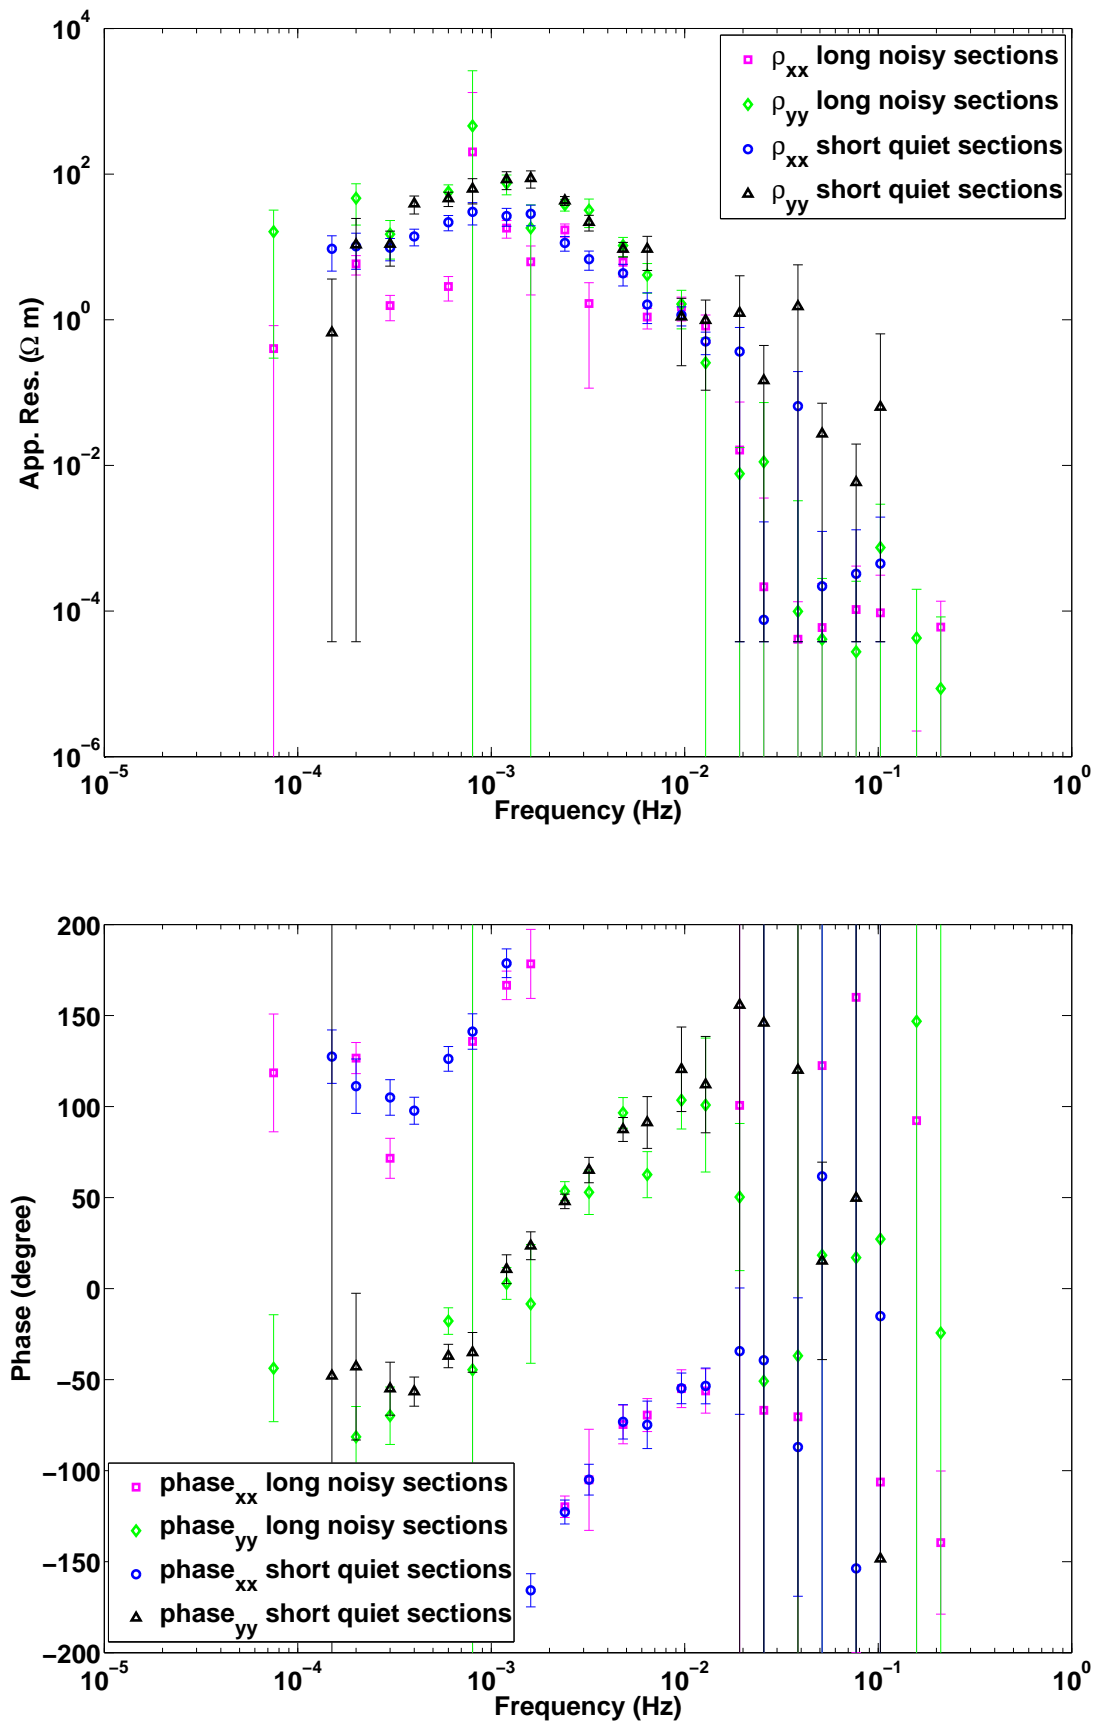 10^4
10^2
10^0
10^−2
10^−4
10^−6
App. Res. (Ω m)
ρxx long noisy sections
ρyy long noisy sections
ρxx short quiet sections
ρyy short quiet sections
10^−5 10^−4 10^−3 10^−2 10^−1 10^0
Frequency (Hz)
200
150
100
50
0
−50
−100
−150
−200
Phase (degree)
phasexx long noisy sections
phaseyy long noisy sections
phasexx short quiet sections
phaseyy short quiet sections
10^−5 10^−4 10^−3 10^−2 10^−1 10^0
Frequency (Hz)